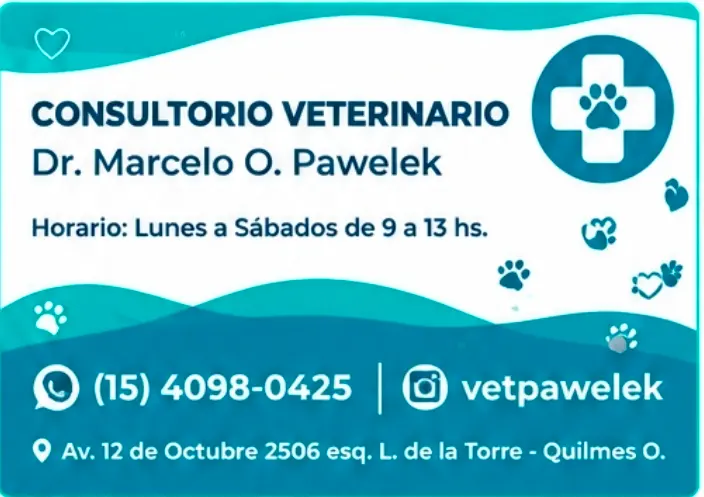 CONSULTORIO VETERINARIO
Dr. Marcelo O. Pawelek
Horario: Lunes a Sábados de 9 a 13 hs.
(15) 4098-0425 | vetpawelek
Av. 12 de Octubre 2506 esq. L. de la Torre - Quilmes O.